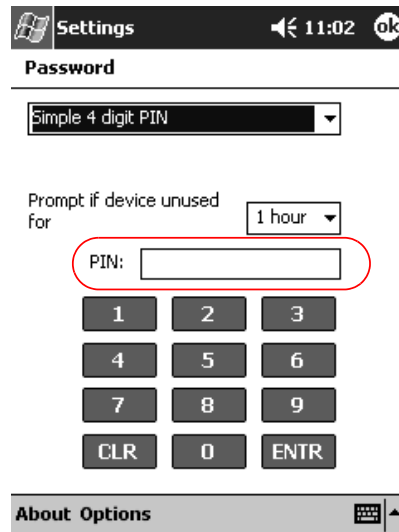 Settings 11:02 ok
Password
Simple 4 digit PIN
Prompt if device unused
for 1 hour
PIN:
1 2 3
4 5 6
7 8 9
CLR 0 ENTR
About Options